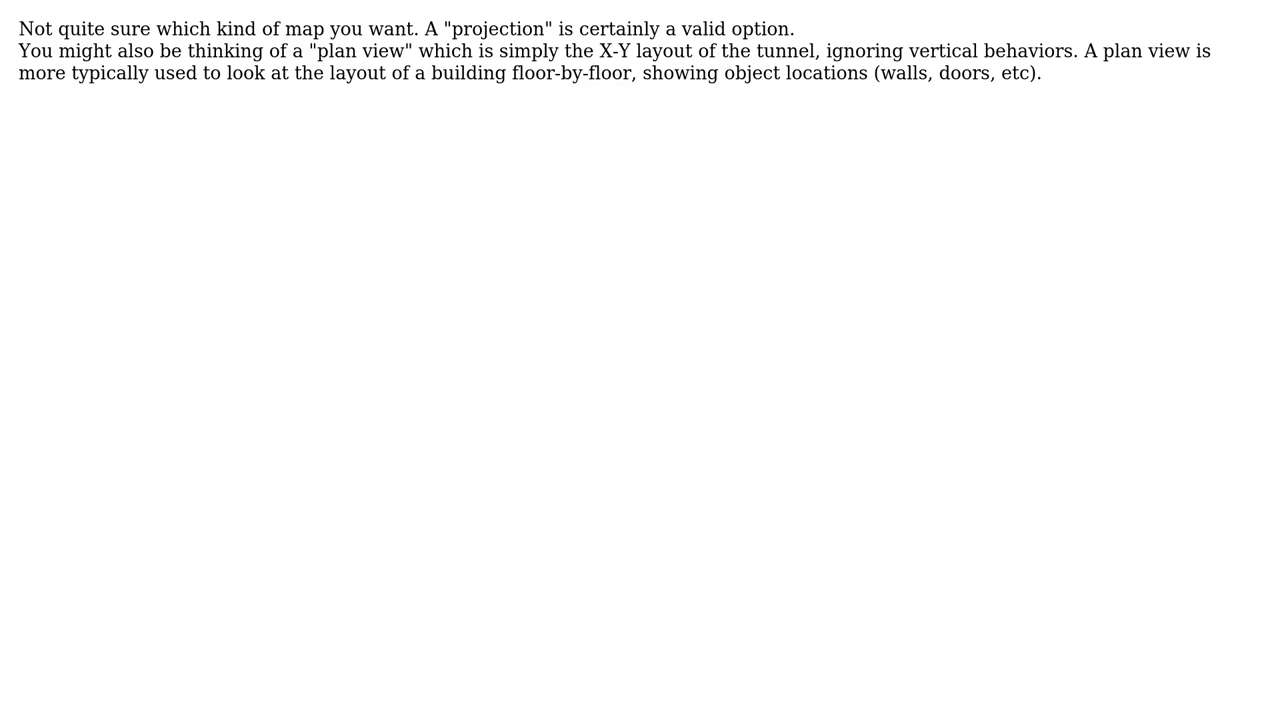 Not quite sure which kind of map you want. A "projection" is certainly a valid option.
You might also be thinking of a "plan view" which is simply the X-Y layout of the tunnel, ignoring vertical behaviors. A plan view is
more typically used to look at the layout of a building floor-by-floor, showing object locations (walls, doors, etc).